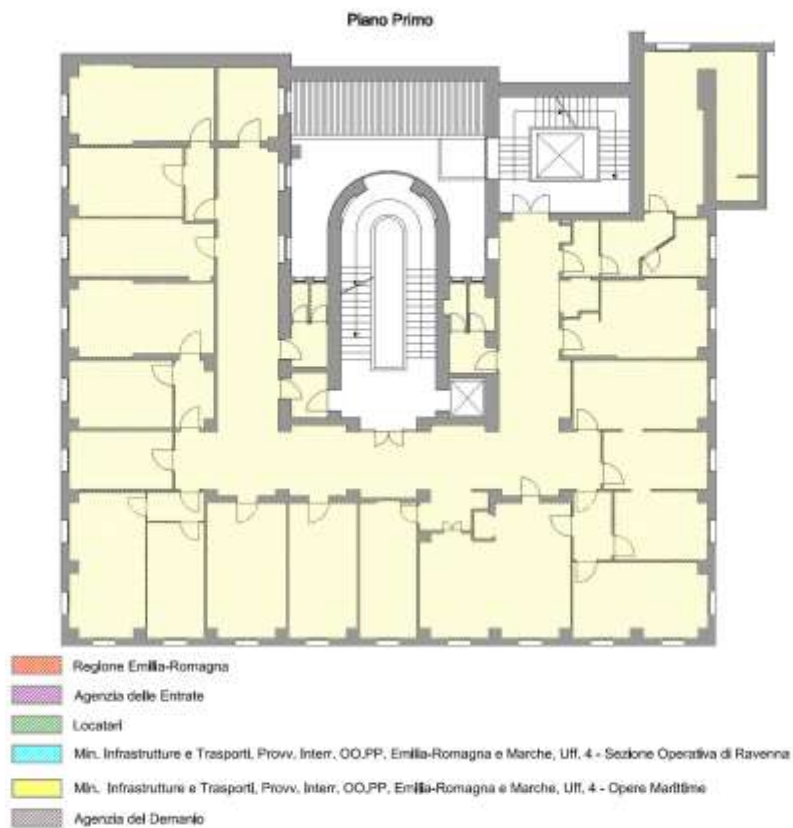 Piano Primo
Regione Emilia-Romagna
Agenzia delle Entrate
Locatari
Min. Infrastrutture e Trasporti, Provv. Interr. OO.PP. Emilia-Romagna e Marche, Uff. 4 - Sezione Operativa di Ravenna
Min. Infrastrutture e Trasporti, Provv. Interr. OO.PP. Emilia-Romagna e Marche, Uff. 4 - Opere Marittime
Agenzia del Demanio